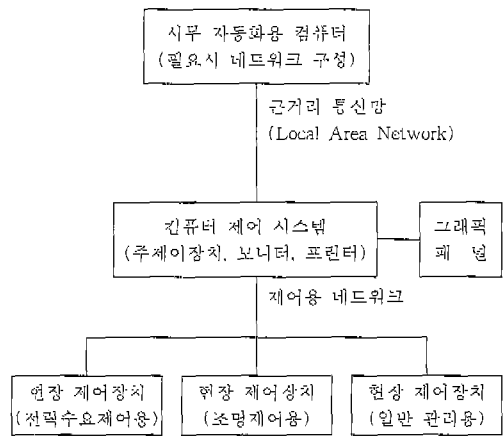 사무 자동화용 컴퓨터
(필요시 네트워크 구성)
근거리 통신망
(Local Area Network)
컴퓨터 제어 시스템
(주제어장치, 모니터, 프린터)
그래픽
패 널
제어용 네트워크
현장 제어장치
(전력수요제어용)
현장 제어장치
(조명제어용)
현장 제어장치
(일반 관리용)